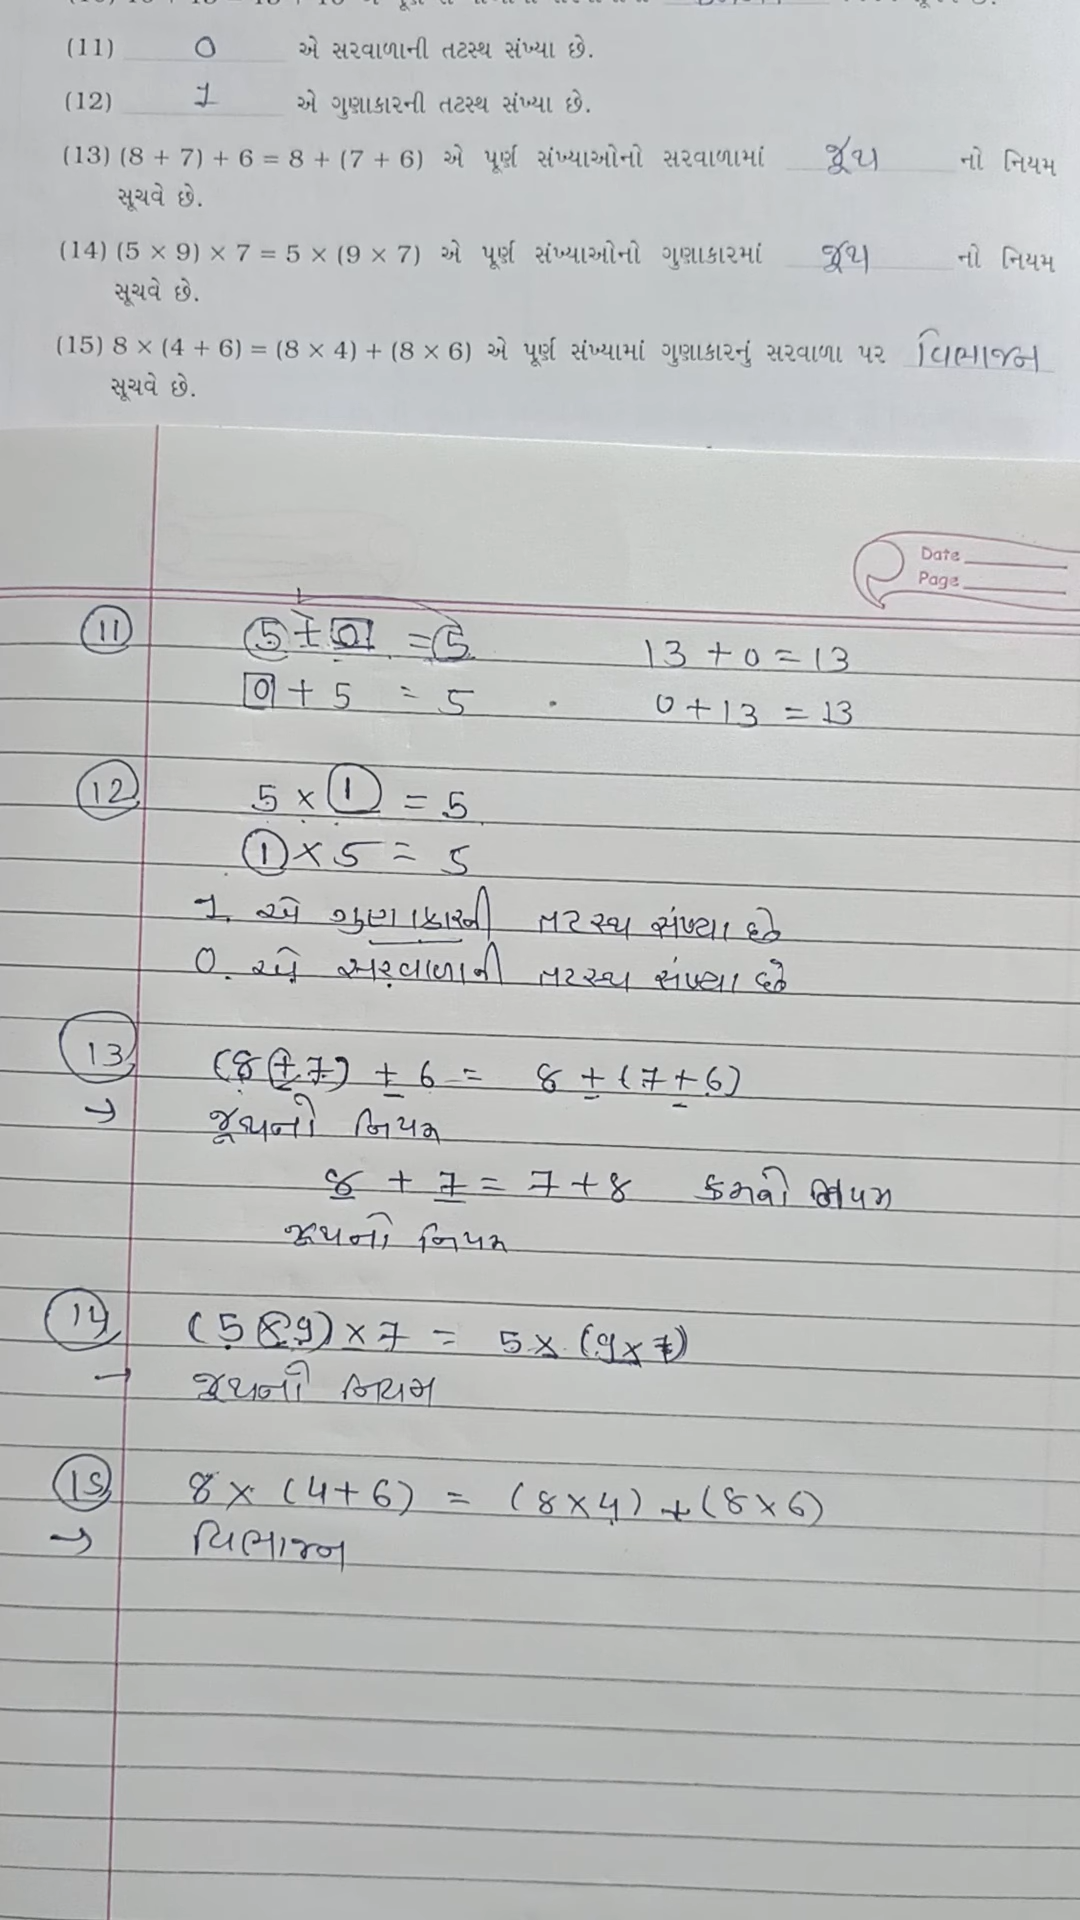 (11) 0 એ સરવાળાની તટસ્થ સંખ્યા છે.
(12) 1 એ ગુણાકારની તટસ્થ સંખ્યા છે.
(13) (8 + 7) + 6 = 8 + (7 + 6) એ પૂર્ણ સંખ્યાઓનો સરવાળામાં જૂથ નો નિયમ
સૂચવે છે.
(14) (5 × 9) × 7 = 5 × (9 × 7) એ પૂર્ણ સંખ્યાઓનો ગુણાકારમાં જૂથ નો નિયમ
સૂચવે છે.
(15) 8 × (4 + 6) = (8 × 4) + (8 × 6) એ પૂર્ણ સંખ્યામાં ગુણાકારનું સરવાળા પર વિભાજન
સૂચવે છે.
Date
Page
11 5 + 0 = 5 13 + 0 = 13
0 + 5 = 5 0 + 13 = 13
12 5 × 1 = 5
1 × 5 = 5
1. એ ગુણાકારની તટસ્થ સંખ્યા છે
0. એ સરવાળાની તટસ્થ સંખ્યા છે
13 (8 + 7) + 6 = 8 + (7 + 6)
→ જૂથનો નિયમ
8 + 7 = 7 + 8 ક્રમનો નિયમ
જૂથનો નિયમ
14 (5 × 9) × 7 = 5 × (9 × 7)
→ જૂથનો નિયમ
15 8 × (4 + 6) = (8 × 4) + (8 × 6)
→ વિભાજન